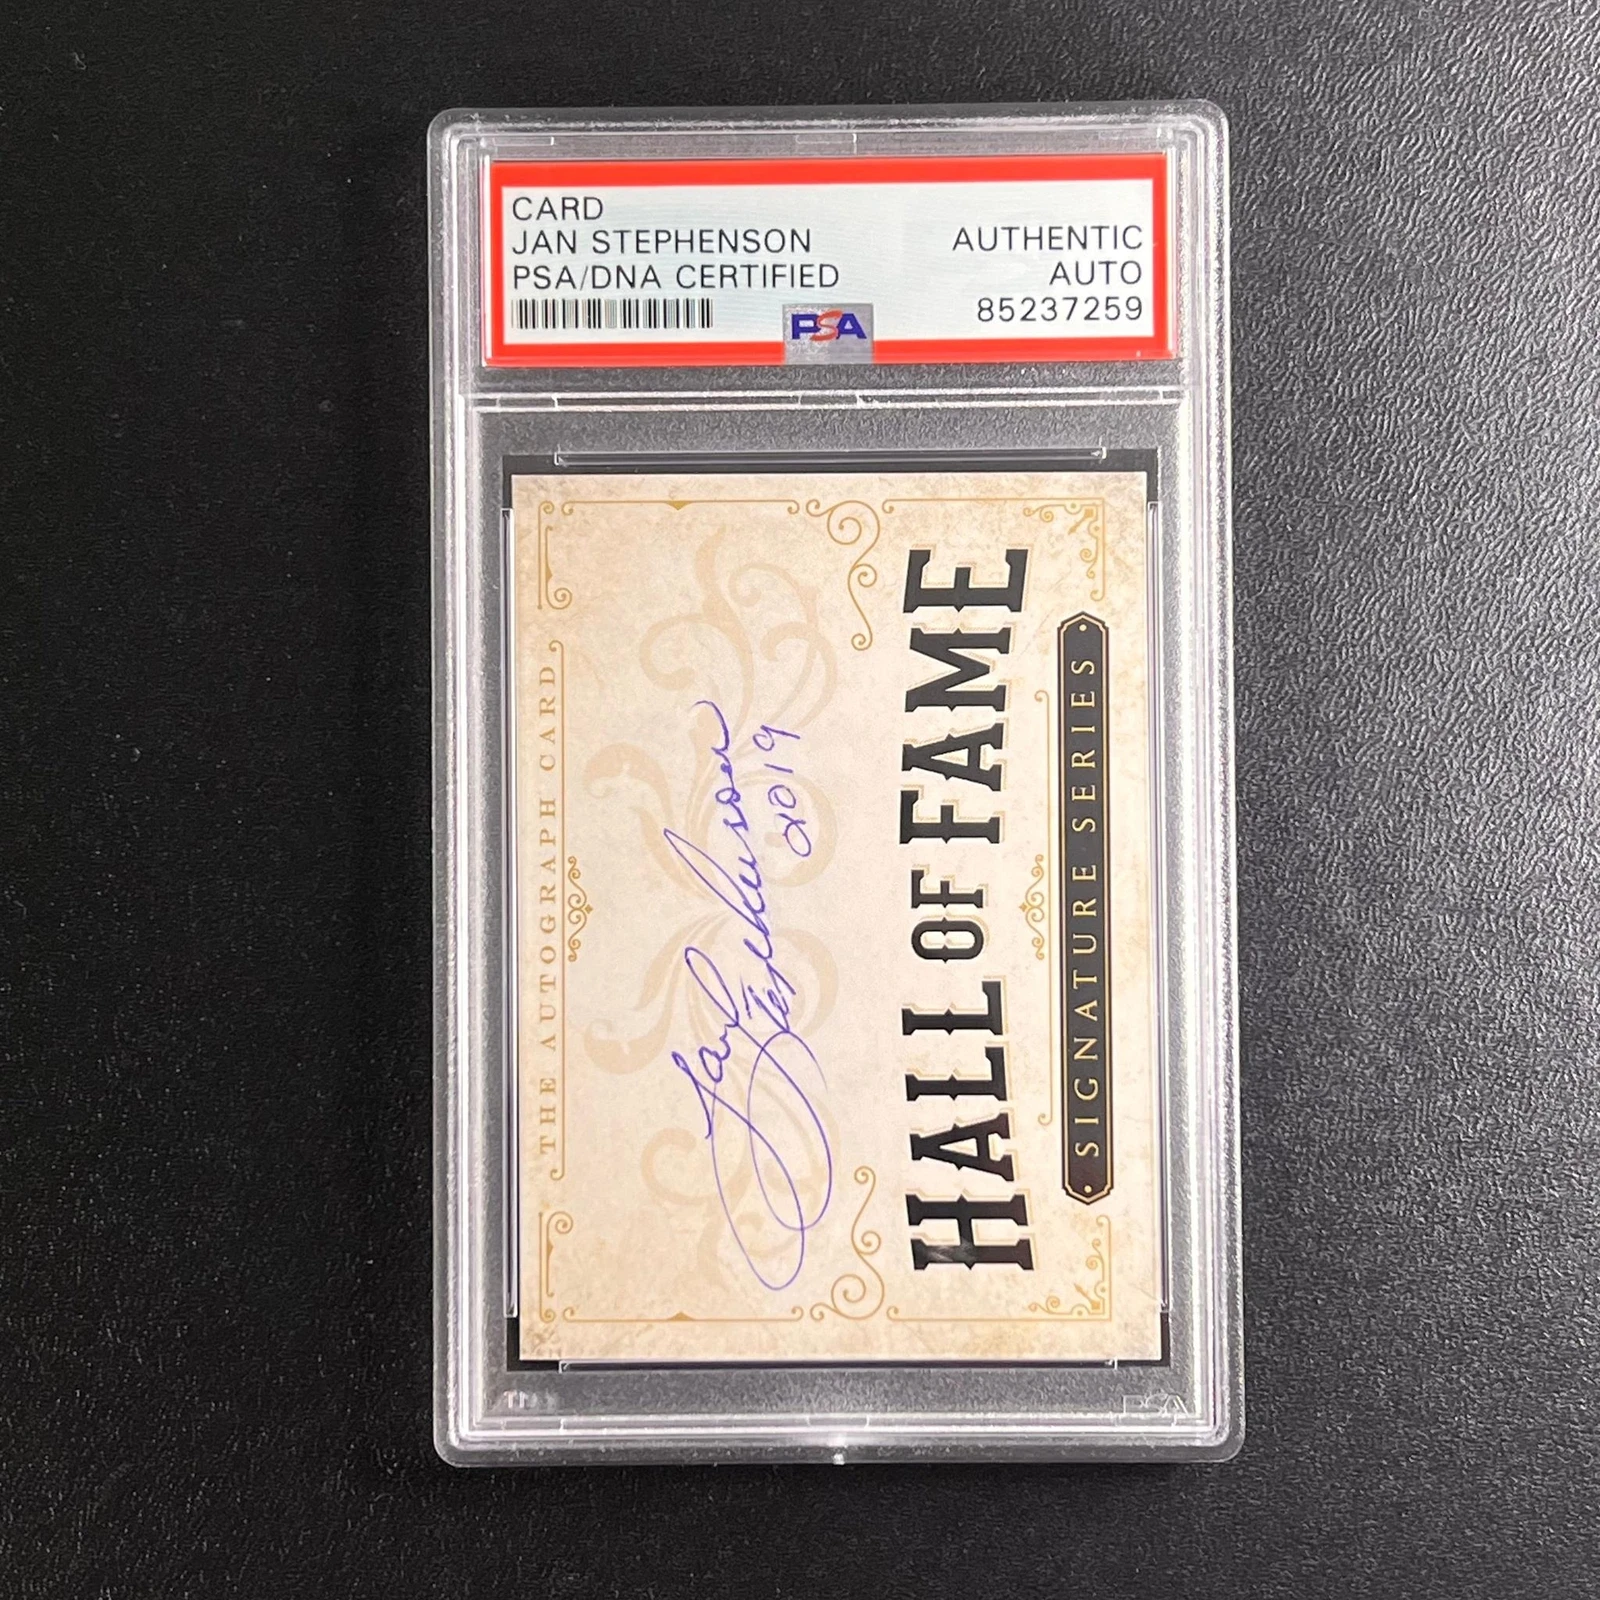 CARD
JAN STEPHENSON
PSA/DNA CERTIFIED
AUTHENTIC
AUTO
85237259
PSA
THE AUTOGRAPH CARD
Jan
Stephenson
2019
HALL OF FAME
SIGNATURE SERIES
PSA